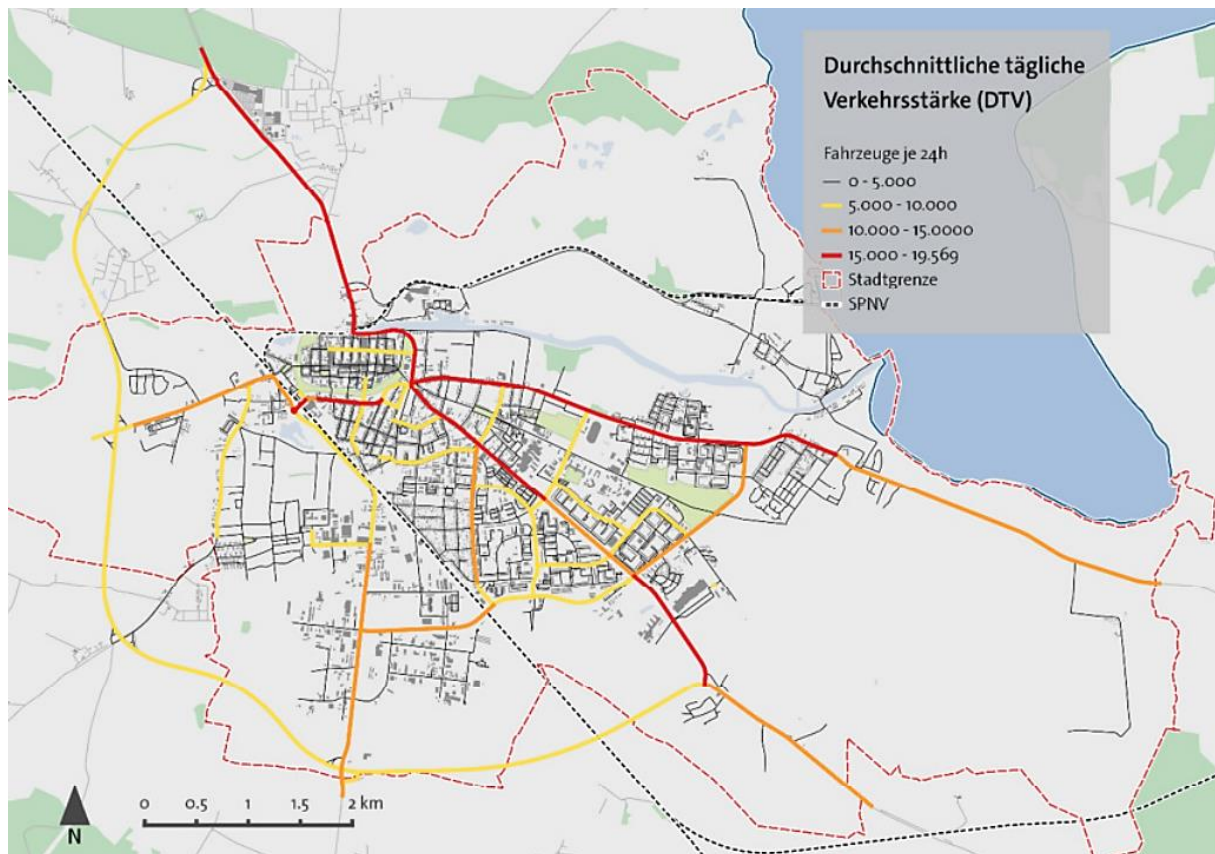 Durchschnittliche tägliche
Verkehrsstärke (DTV)
Fahrzeuge je 24h
0 - 5.000
5.000 - 10.000
10.000 - 15.0000
15.000 - 19.569
Stadtgrenze
SPNV
0 0.5 1 1.5 2 km
N